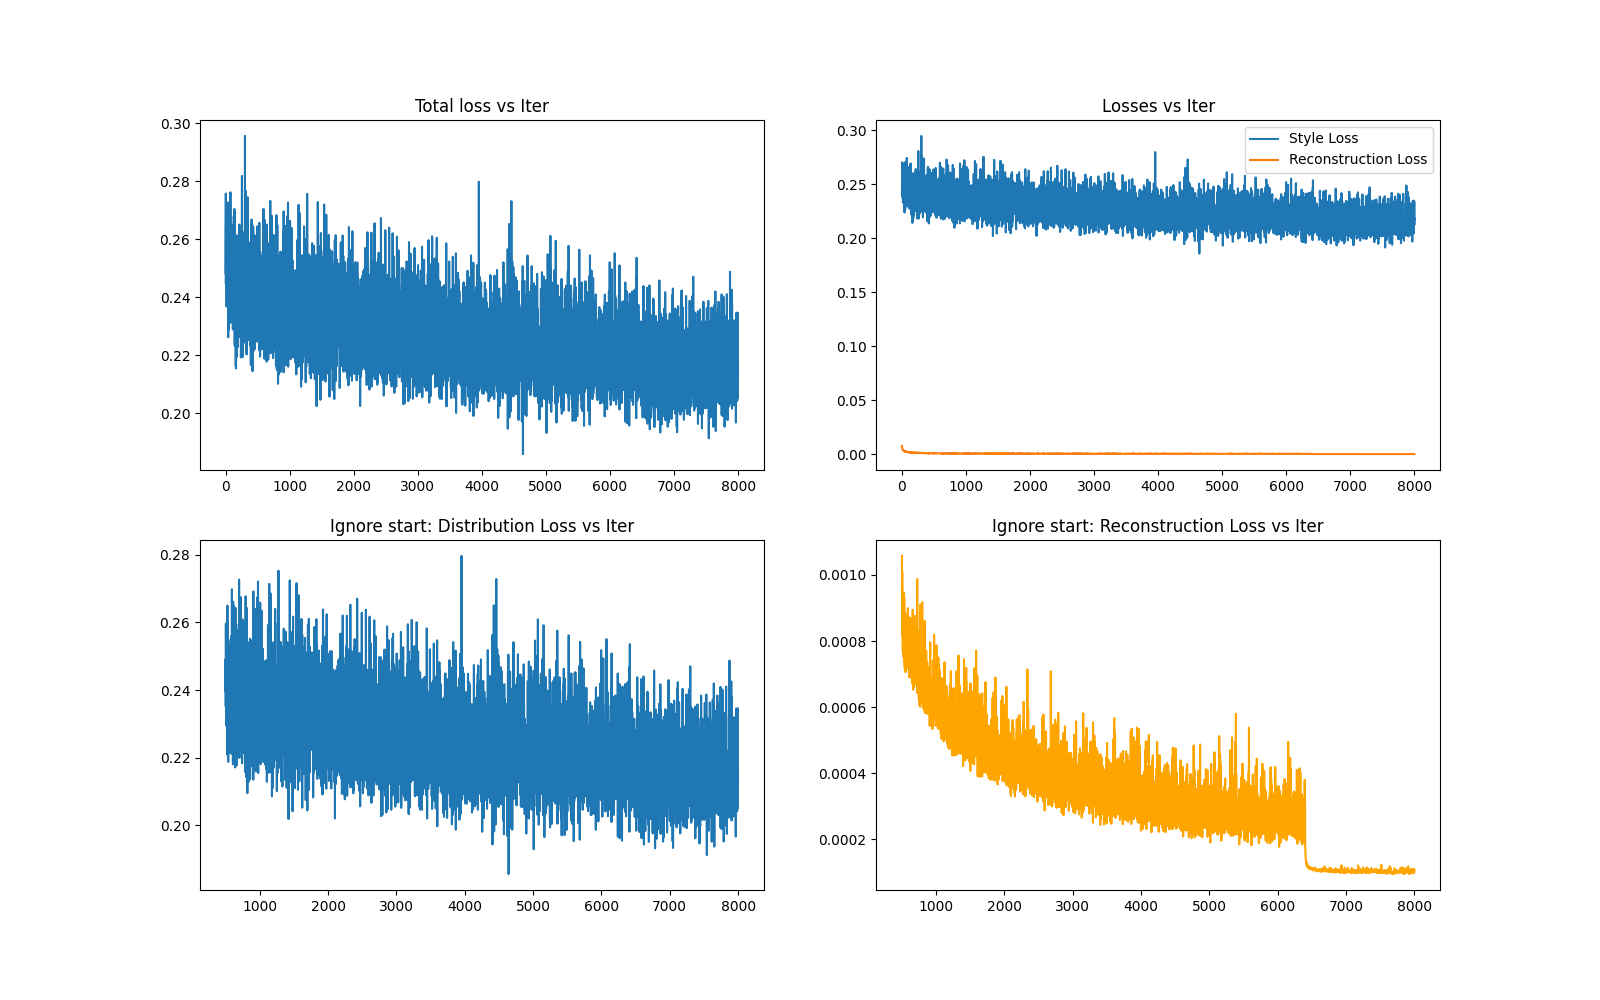 Total loss vs Iter
0.30
0.28
0.26
0.24
0.22
0.20
0 1000 2000 3000 4000 5000 6000 7000 8000
Losses vs Iter
Style Loss
Reconstruction Loss
0.30
0.25
0.20
0.15
0.10
0.05
0.00
0 1000 2000 3000 4000 5000 6000 7000 8000
Ignore start: Distribution Loss vs Iter
0.28
0.26
0.24
0.22
0.20
1000 2000 3000 4000 5000 6000 7000 8000
Ignore start: Reconstruction Loss vs Iter
0.0010
0.0008
0.0006
0.0004
0.0002
1000 2000 3000 4000 5000 6000 7000 8000